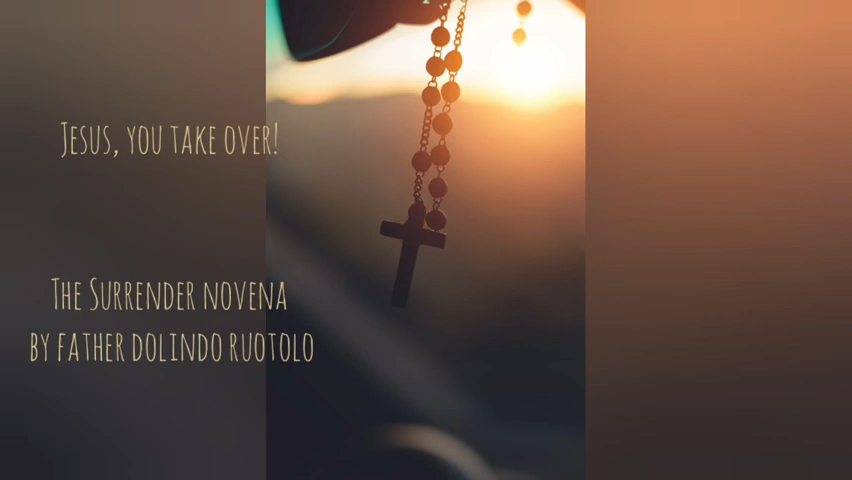 Jesus, you take over!
The Surrender novena
by father dolindo ruotolo